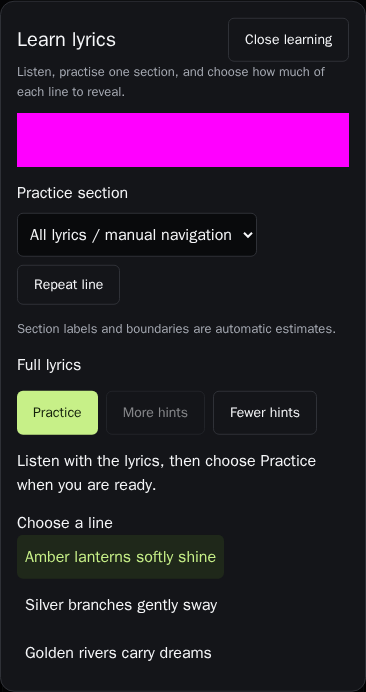 Learn lyrics
Close learning
Listen, practise one section, and choose how much of
each line to reveal.
Practice section
All lyrics / manual navigation
Repeat line
Section labels and boundaries are automatic estimates.
Full lyrics
Practice
More hints
Fewer hints
Listen with the lyrics, then choose Practice
when you are ready.
Choose a line
Amber lanterns softly shine
Silver branches gently sway
Golden rivers carry dreams